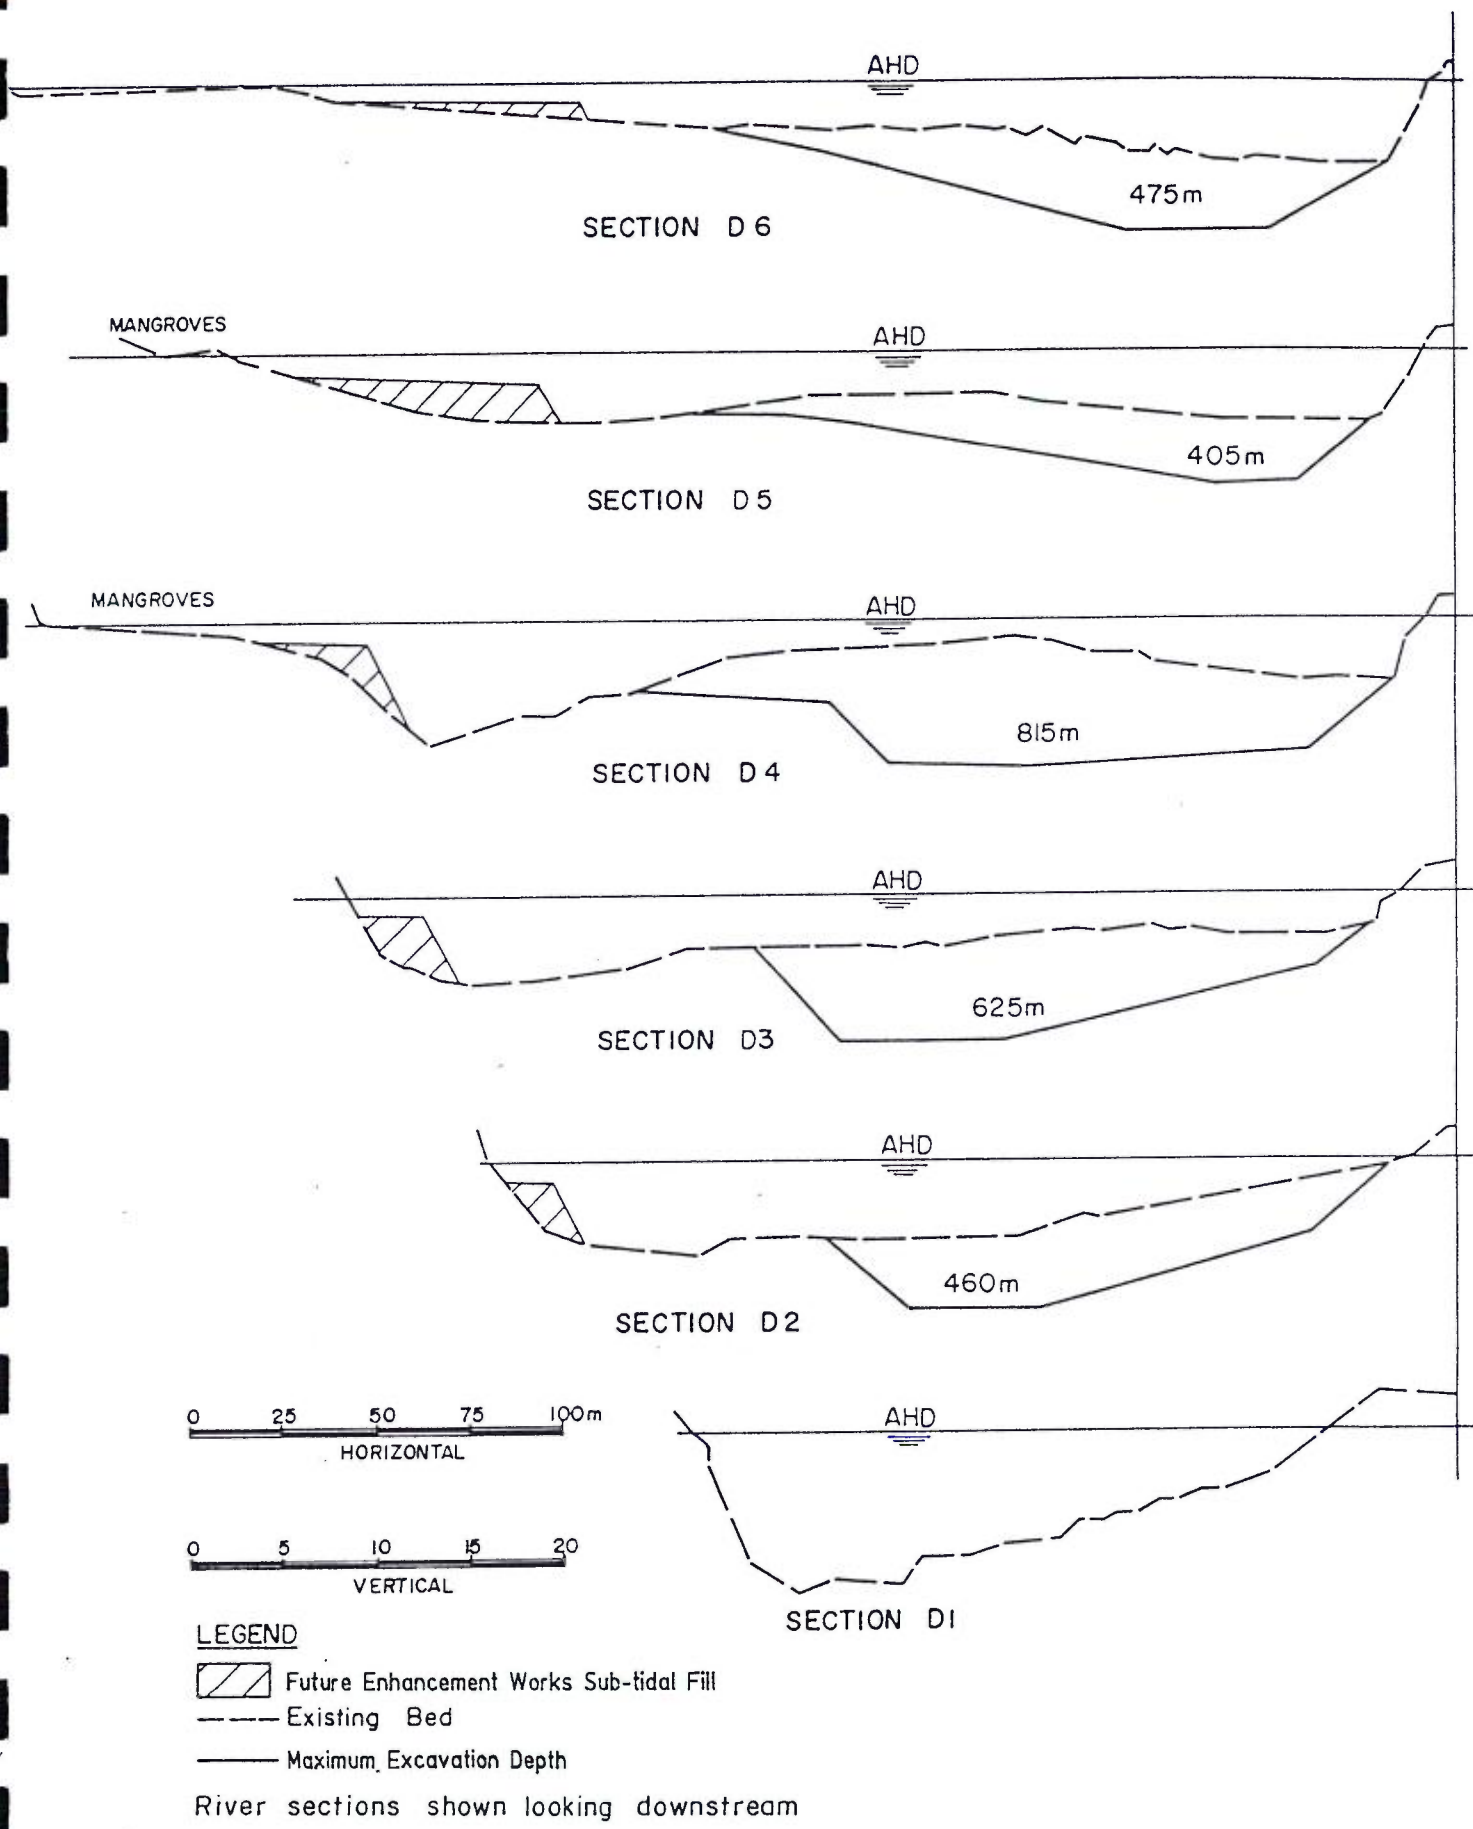 AHD
475m
SECTION D6
MANGROVES
AHD
405m
SECTION D5
MANGROVES
AHD
815m
SECTION D4
AHD
625m
SECTION D3
AHD
460m
SECTION D2
0 25 50 75 100m
HORIZONTAL
AHD
0 5 10 15 20
VERTICAL
SECTION D1
LEGEND
Future Enhancement Works Sub-tidal Fill
Existing Bed
Maximum Excavation Depth
River sections shown looking downstream